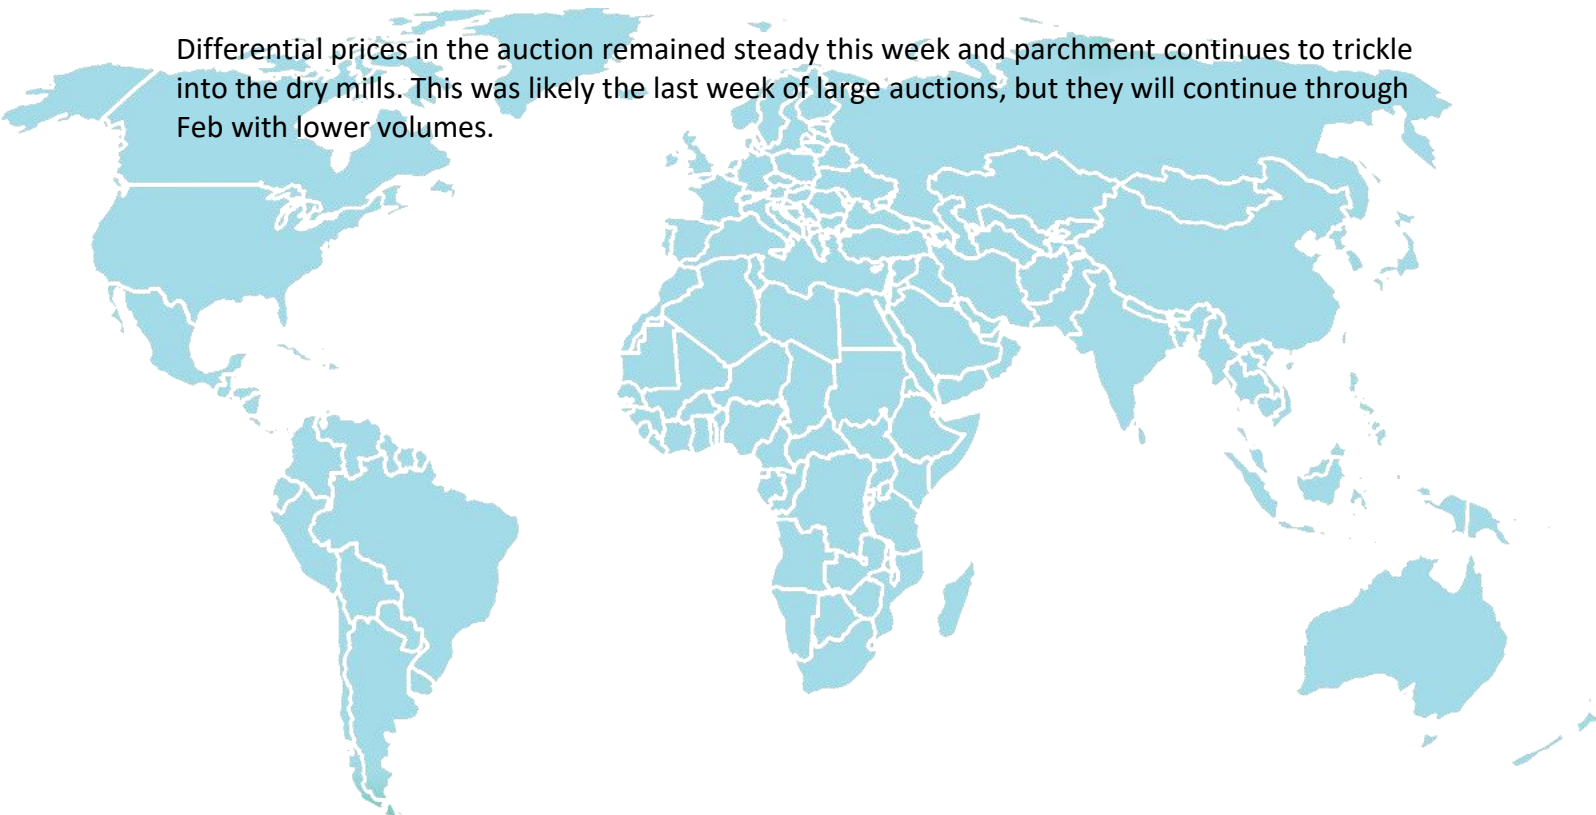 Differential prices in the auction remained steady this week and parchment continues to trickle
into the dry mills. This was likely the last week of large auctions, but they will continue through
Feb with lower volumes.